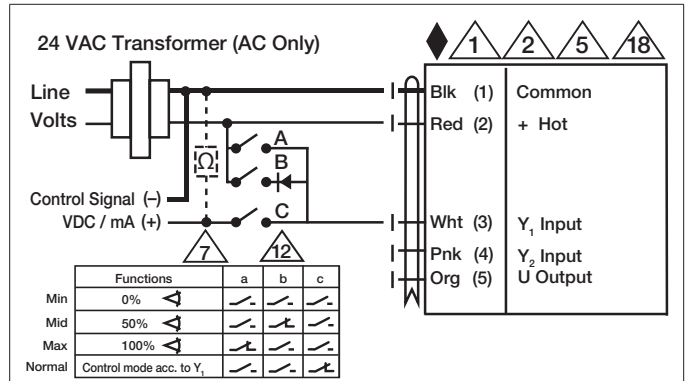 24 VAC Transformer (AC Only)
1 2 5 18
Line
Volts
Blk (1) Common
Red (2) + Hot
A
B
C
Ω
Control Signal (–)
VDC / mA (+)
Wht (3) Y1 Input
Pnk (4) Y2 Input
Org (5) U Output
7 12
Functions a b c
Min 0%
Mid 50%
Max 100%
Normal Control mode acc. to Y1